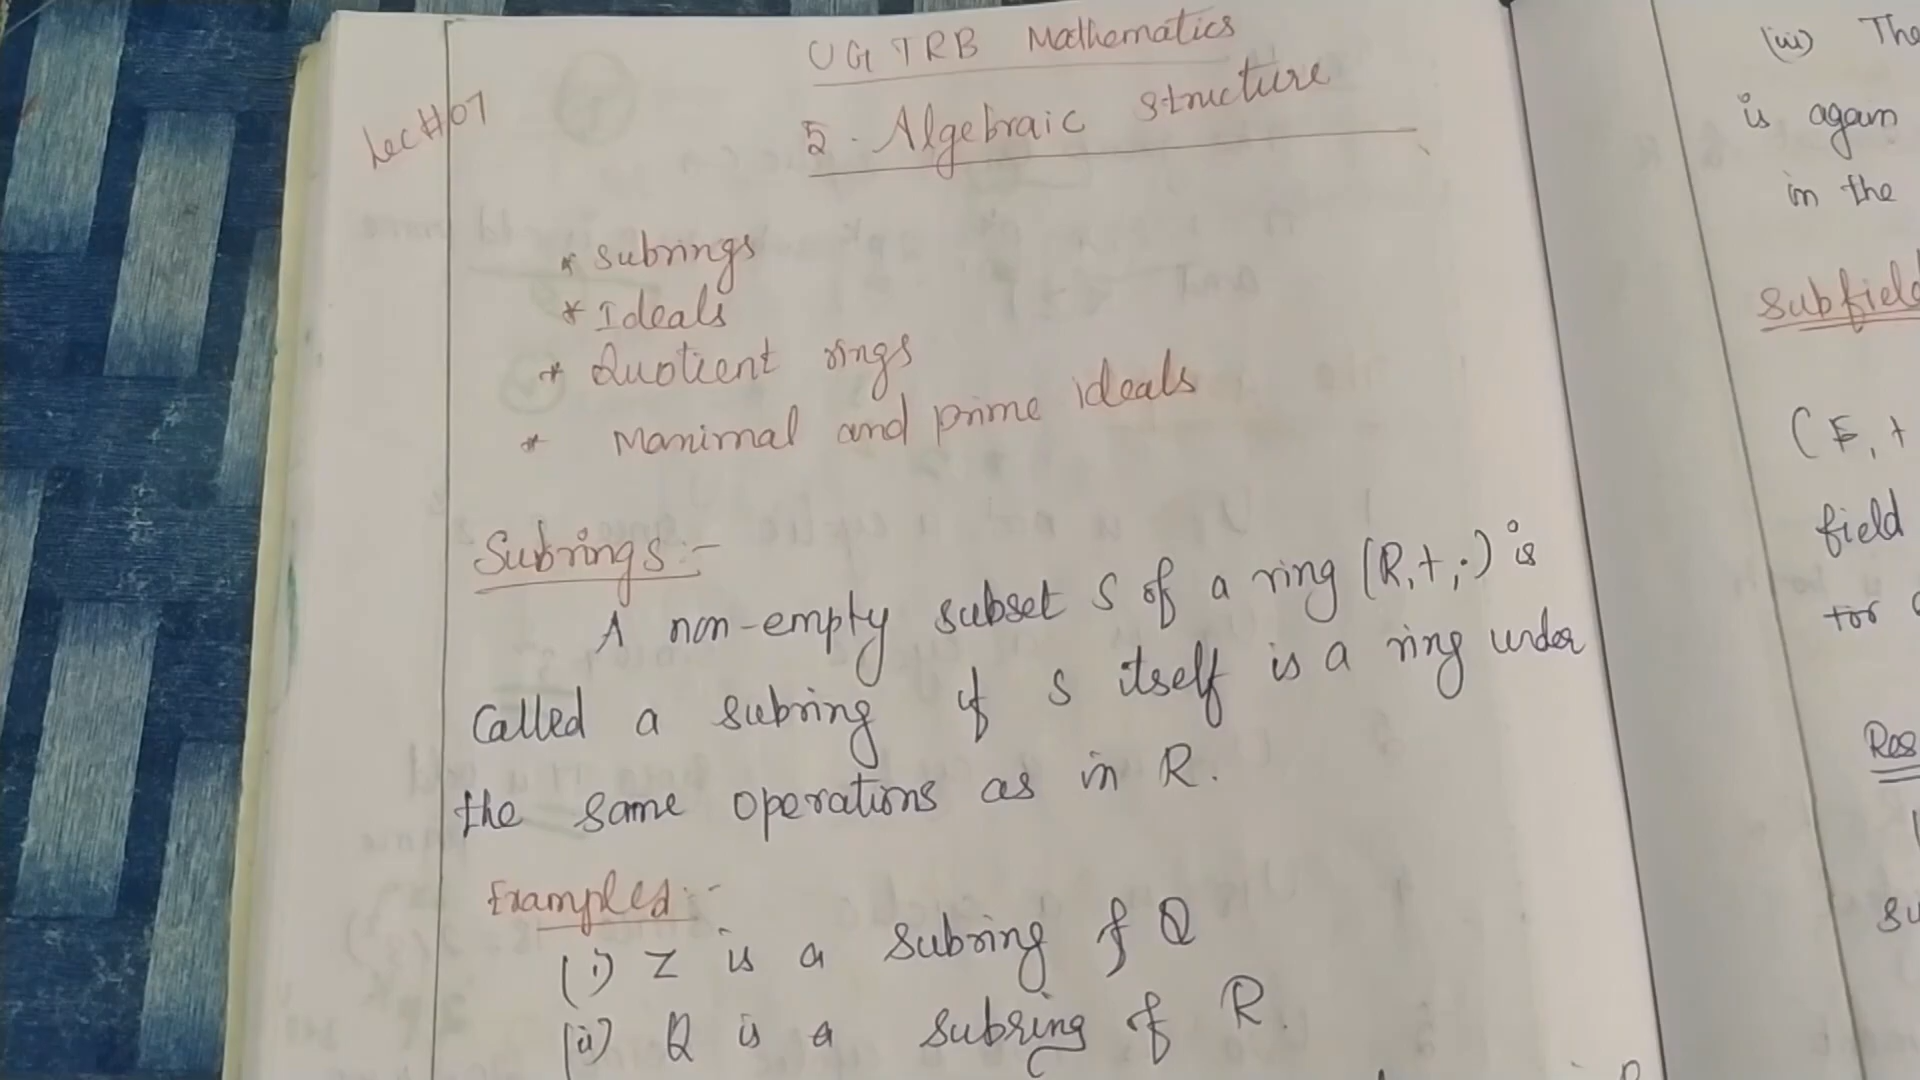 UG TRB Mathematics
Lec#07
5. Algebraic Structure
* Subrings
* Ideals
* Quotient rings
* Maximal and prime ideals
Subrings :-
A non-empty subset S of a ring (R,+,·) is
called a subring if S itself is a ring under
the same operations as in R.
Examples:-
(i) Z is a subring of Q
(ii) Q is a subring of R.
(iii) The
is again
in the
Subfield
(F, +
field
for
Res
su